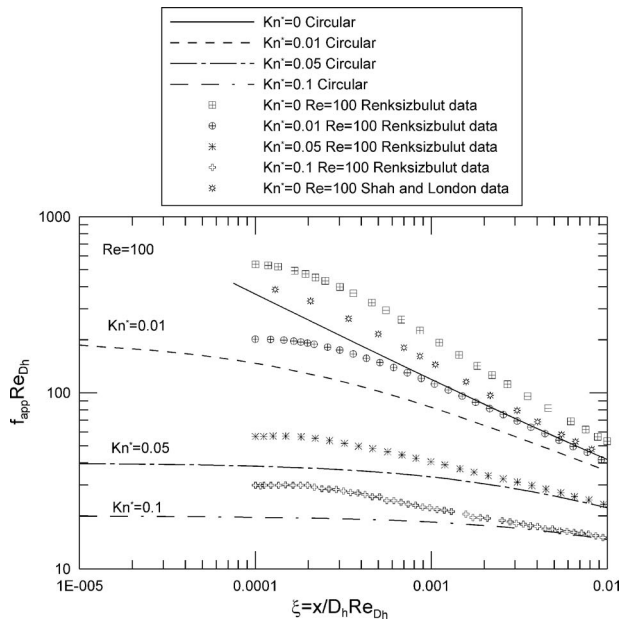 Kn*=0 Circular
Kn*=0.01 Circular
Kn*=0.05 Circular
Kn*=0.1 Circular
Kn*=0 Re=100 Renksizbulut data
Kn*=0.01 Re=100 Renksizbulut data
Kn*=0.05 Re=100 Renksizbulut data
Kn*=0.1 Re=100 Renksizbulut data
Kn*=0 Re=100 Shah and London data
1000
Re=100
Kn*=0.01
100
Kn*=0.05
Kn*=0.1
10
1E-005
0.0001
0.001
0.01
fappReDh
ξ=x/DhReDh